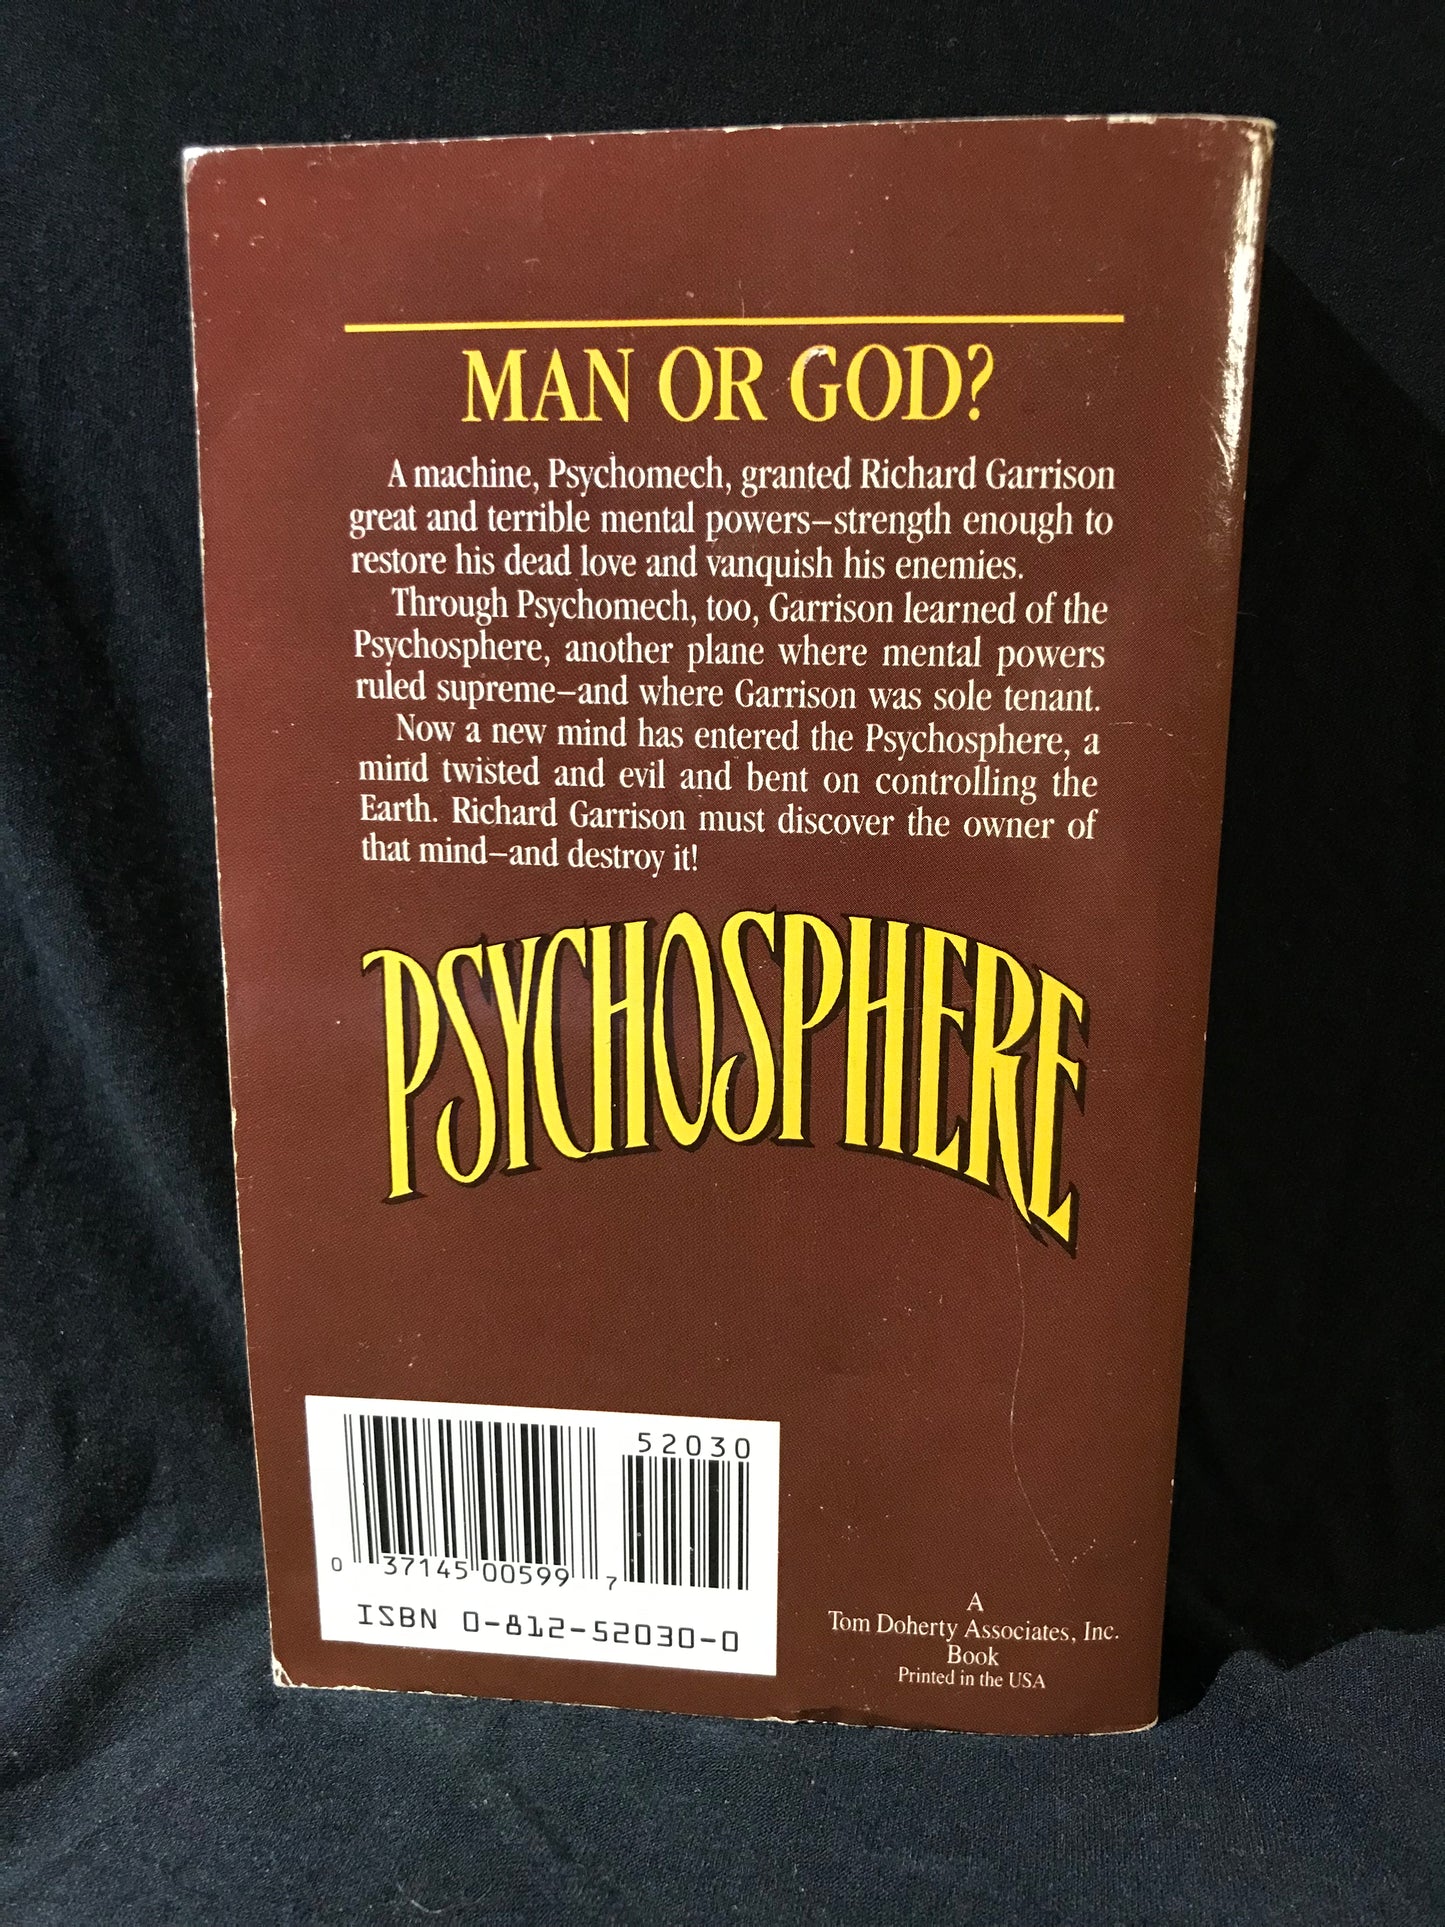 MAN OR GOD?
A machine, Psychomech, granted Richard Garrison
great and terrible mental powers–strength enough to
restore his dead love and vanquish his enemies.
Through Psychomech, too, Garrison learned of the
Psychosphere, another plane where mental powers
ruled supreme–and where Garrison was sole tenant.
Now a new mind has entered the Psychosphere, a
mind twisted and evil and bent on controlling the
Earth. Richard Garrison must discover the owner of
that mind–and destroy it!
PSYCHOSPHERE
52030
0 37145 00599 7
ISBN 0-812-52030-0
A
Tom Doherty Associates, Inc.
Book
Printed in the USA